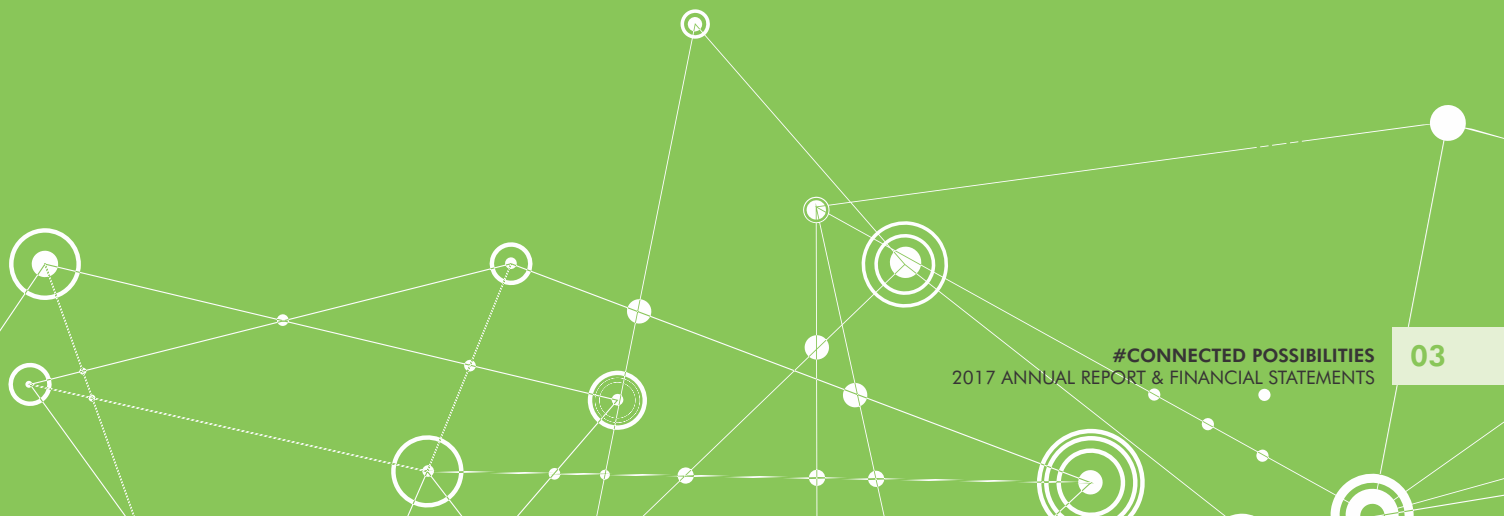 #CONNECTED POSSIBILITIES
2017 ANNUAL REPORT & FINANCIAL STATEMENTS
03